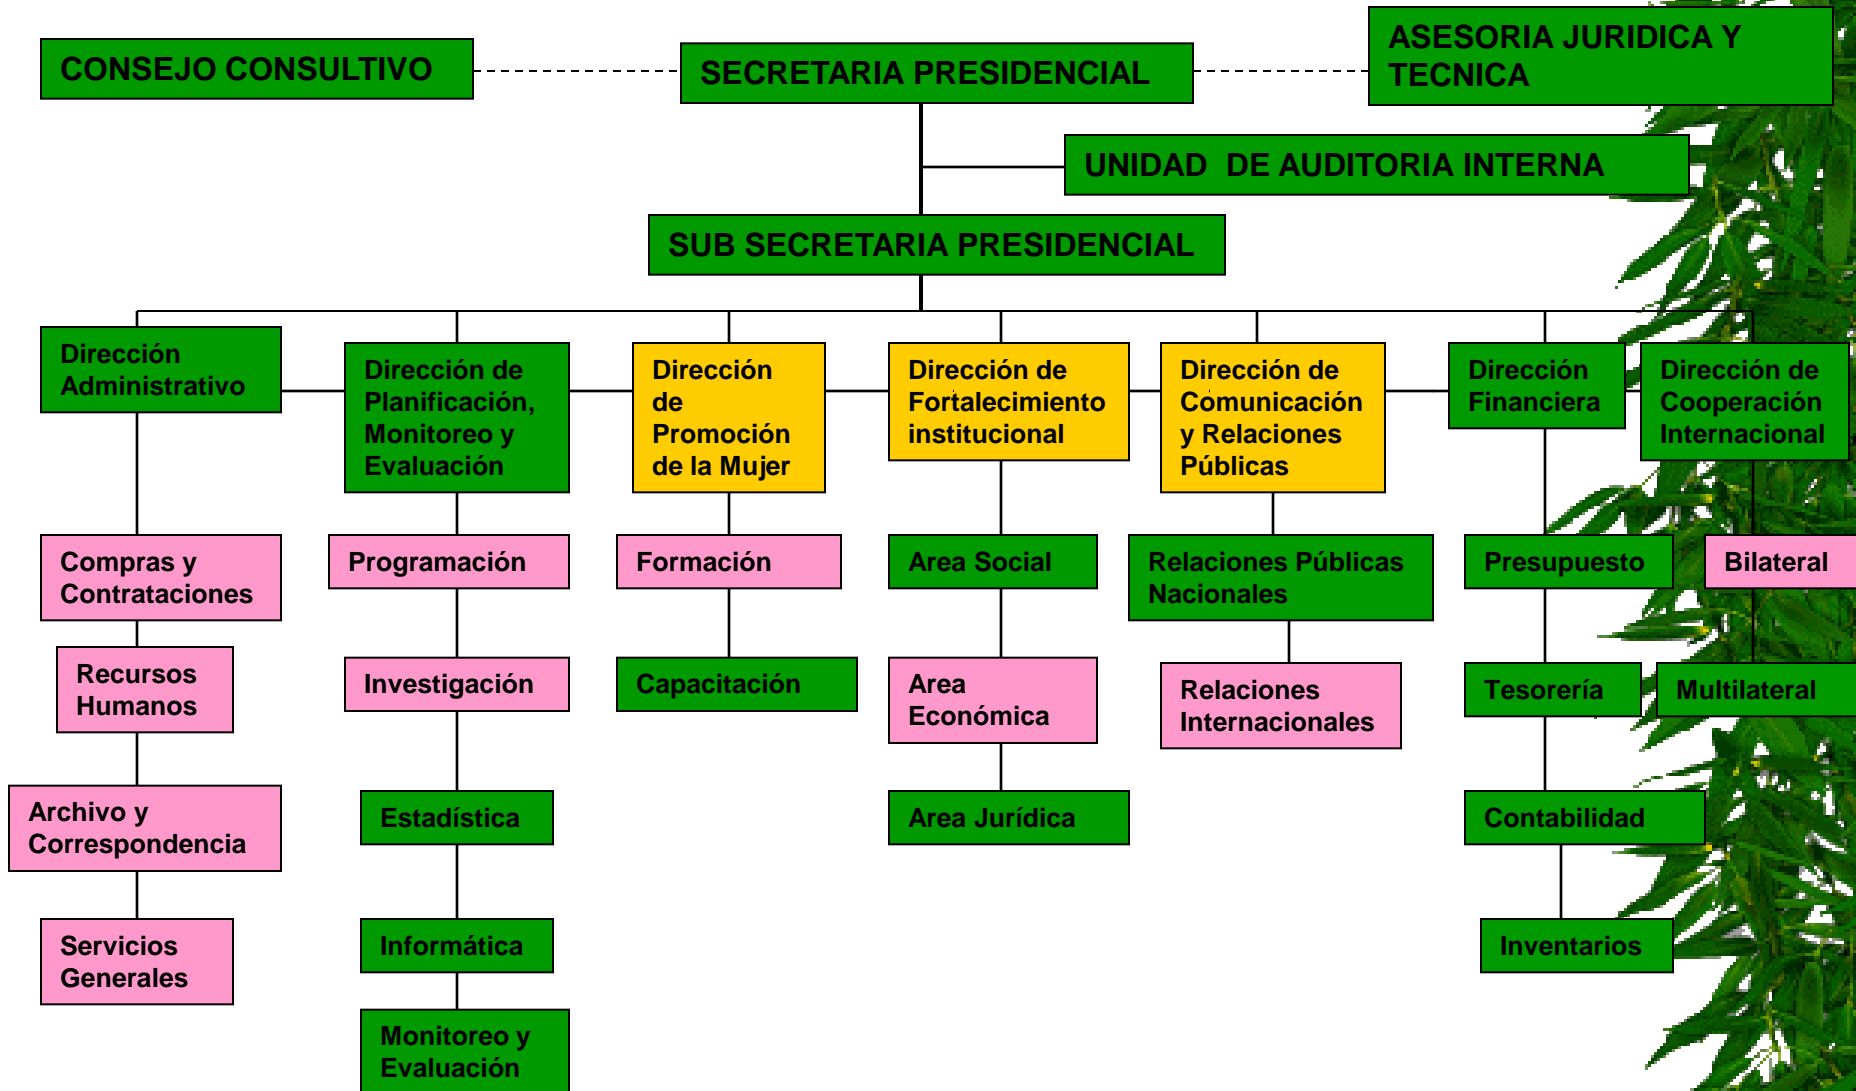 CONSEJO CONSULTIVO
SECRETARIA PRESIDENCIAL
ASESORIA JURIDICA Y
TECNICA
UNIDAD DE AUDITORIA INTERNA
SUB SECRETARIA PRESIDENCIAL
Dirección
Administrativo
Dirección de
Planificación,
Monitoreo y
Evaluación
Dirección
de
Promoción
de la Mujer
Dirección de
Fortalecimiento
institucional
Dirección de
Comunicación
y Relaciones
Públicas
Dirección
Financiera
Dirección de
Cooperación
Internacional
Compras y
Contrataciones
Programación
Formación
Area Social
Relaciones Públicas
Nacionales
Presupuesto
Bilateral
Recursos
Humanos
Investigación
Capacitación
Area
Económica
Relaciones
Internacionales
Tesorería
Multilateral
Archivo y
Correspondencia
Estadística
Area Jurídica
Contabilidad
Servicios
Generales
Informática
Inventarios
Monitoreo y
Evaluación